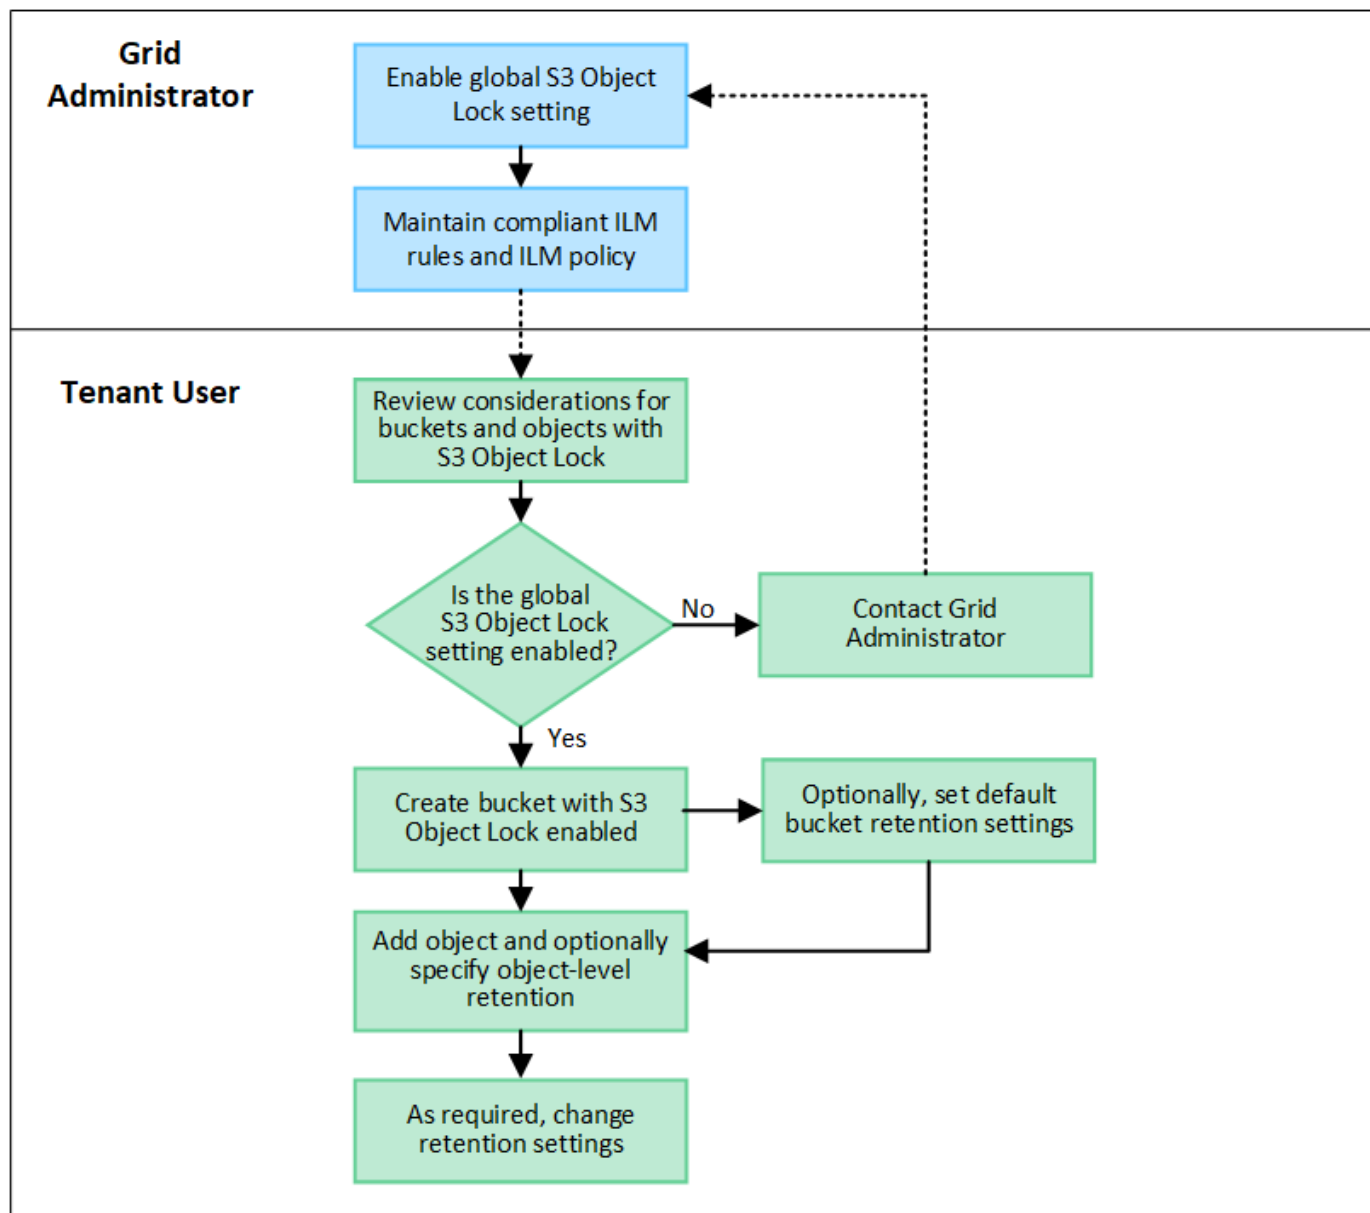 Grid
Administrator
Enable global S3 Object
Lock setting
Maintain compliant ILM
rules and ILM policy
Tenant User
Review considerations for
buckets and objects with
S3 Object Lock
Is the global
S3 Object Lock
setting enabled?
No
Contact Grid
Administrator
Yes
Create bucket with S3
Object Lock enabled
Optionally, set default
bucket retention settings
Add object and optionally
specify object-level
retention
As required, change
retention settings